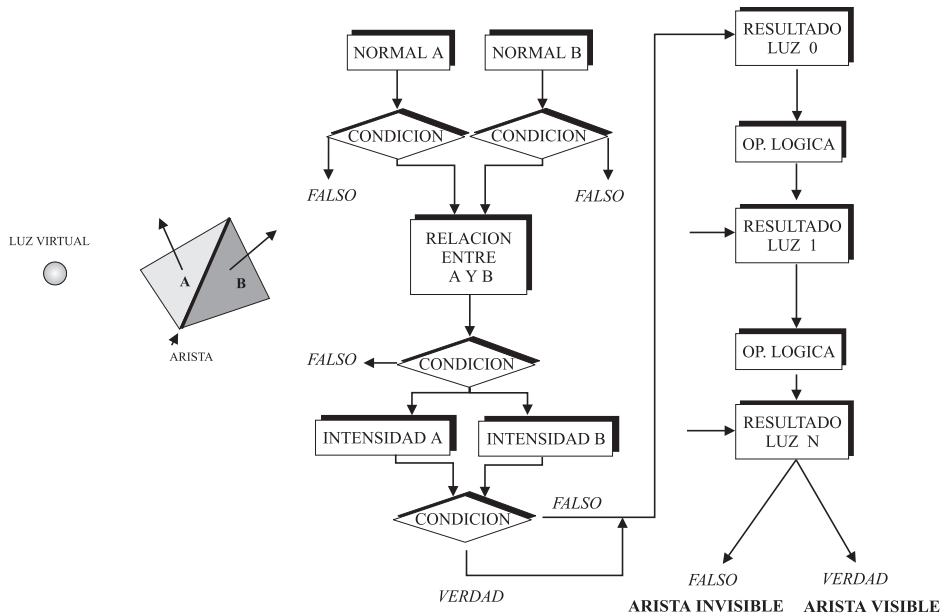 LUZ VIRTUAL
A
B
ARISTA
NORMAL A
NORMAL B
CONDICION
CONDICION
FALSO
FALSO
RELACION
ENTRE
A Y B
CONDICION
FALSO
INTENSIDAD A
INTENSIDAD B
CONDICION
FALSO
VERDAD
RESULTADO
LUZ 0
OP. LOGICA
RESULTADO
LUZ 1
OP. LOGICA
RESULTADO
LUZ N
FALSO
VERDAD
ARISTA INVISIBLE
ARISTA VISIBLE